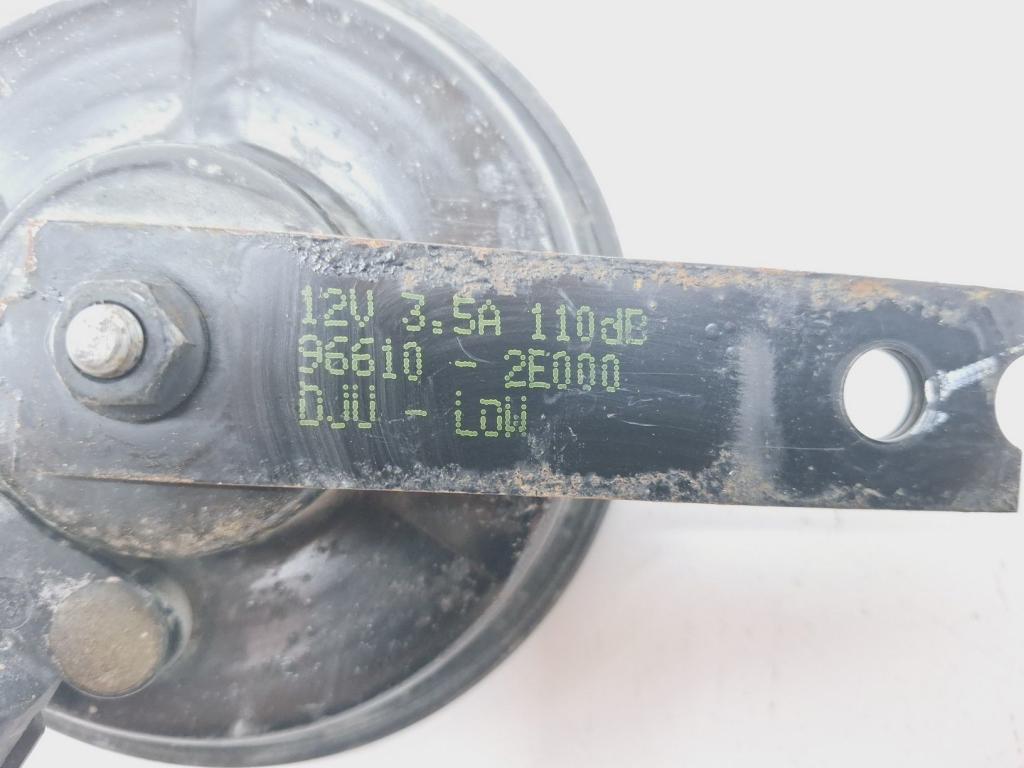 12V 3.5A 110dB
96610 - 2E000
DJU - LOW